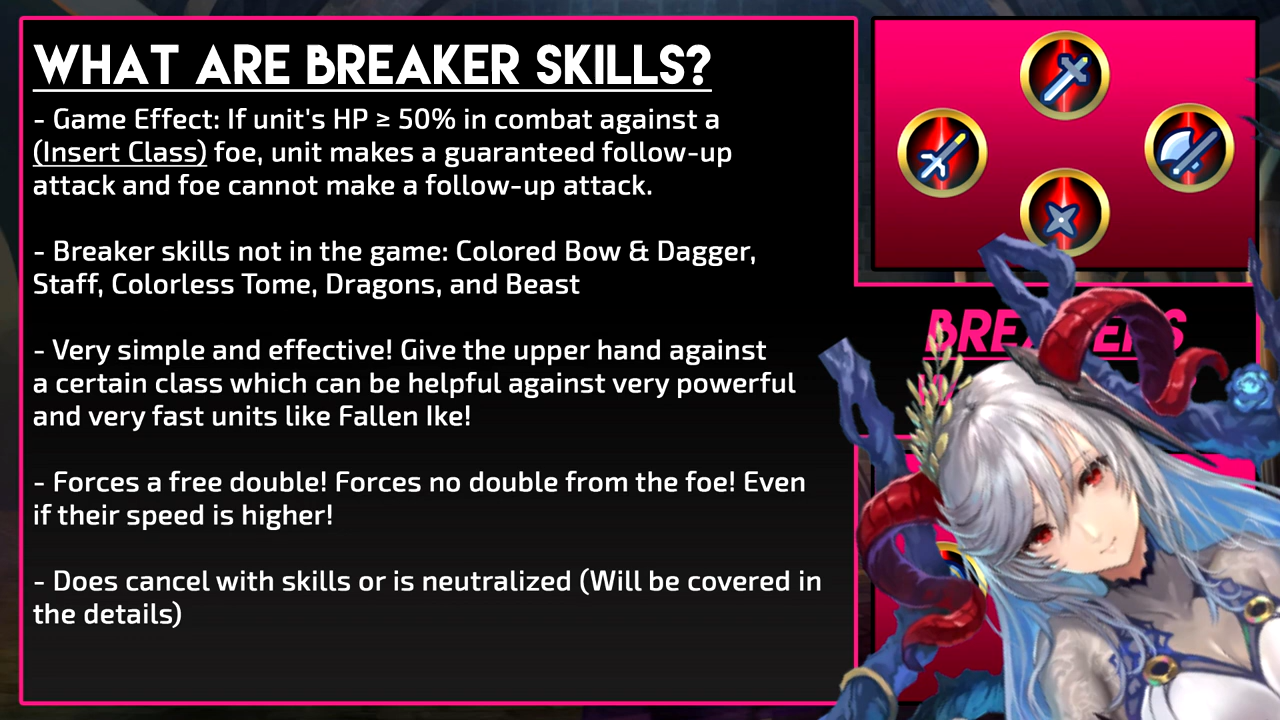 WHAT ARE BREAKER SKILLS?
- Game Effect: If unit's HP ≥ 50% in combat against a
(Insert Class) foe, unit makes a guaranteed follow-up
attack and foe cannot make a follow-up attack.
- Breaker skills not in the game: Colored Bow & Dagger,
Staff, Colorless Tome, Dragons, and Beast
- Very simple and effective! Give the upper hand against
a certain class which can be helpful against very powerful
and very fast units like Fallen Ike!
- Forces a free double! Forces no double from the foe! Even
if their speed is higher!
- Does cancel with skills or is neutralized (Will be covered in
the details)